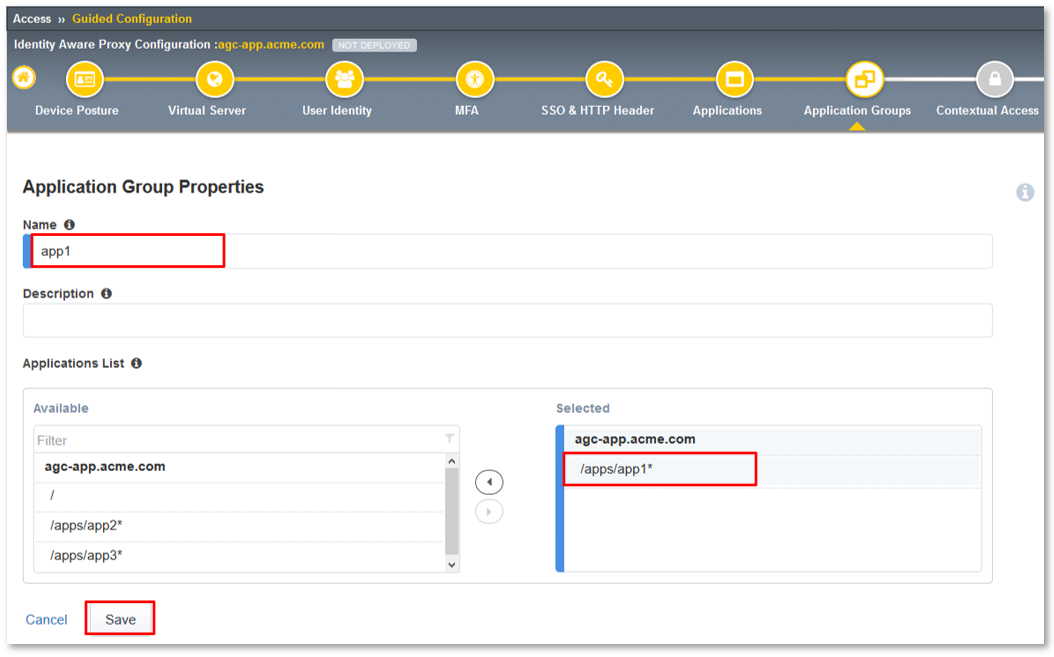 Access » Guided Configuration
Identity Aware Proxy Configuration :agc-app.acme.com NOT DEPLOYED
Device Posture Virtual Server User Identity MFA SSO & HTTP Header Applications Application Groups Contextual Access
Application Group Properties
Name
app1
Description
Applications List
Available
Filter
agc-app.acme.com
/
/apps/app2*
/apps/app3*
Selected
agc-app.acme.com
/apps/app1*
Cancel Save